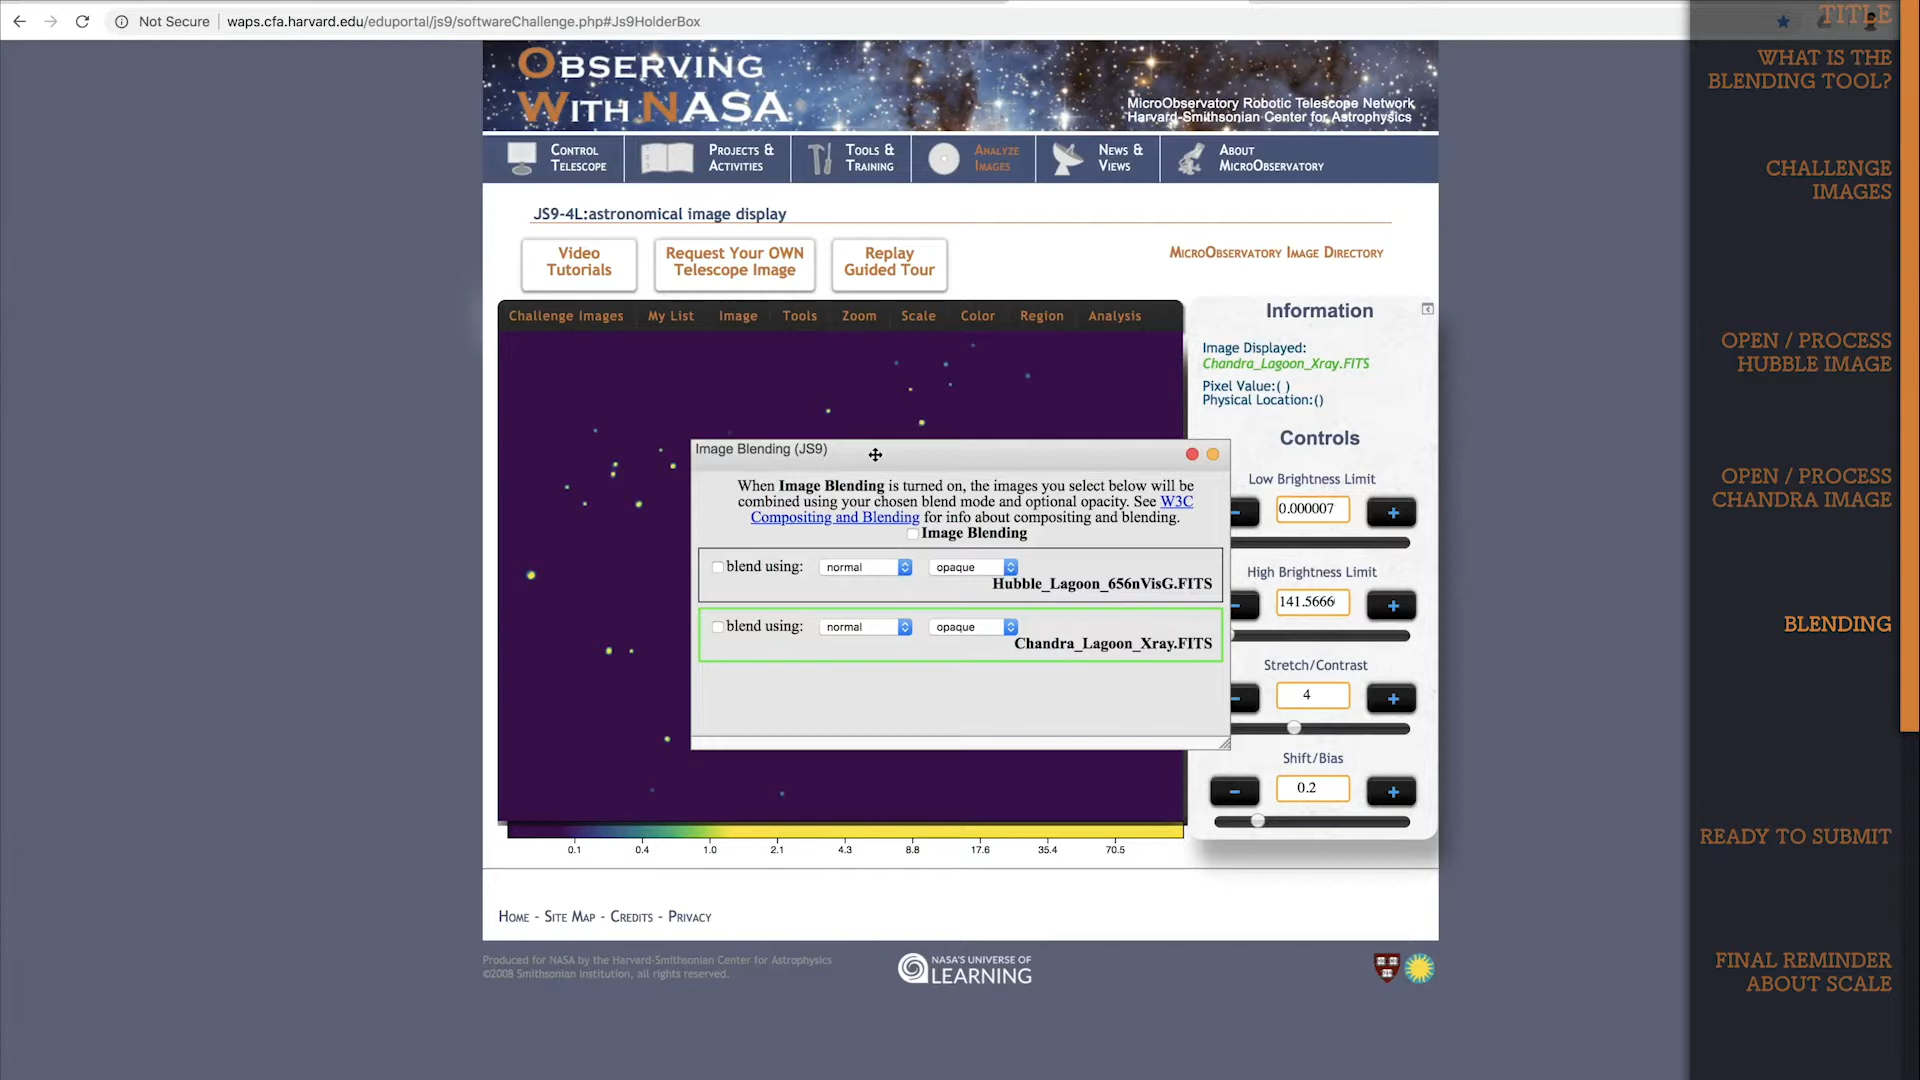 Not Secure waps.cfa.harvard.edu/eduportal/js9/softwareChallenge.php#Js9HolderBox
OBSERVING
WITH NASA
MicroObservatory Robotic Telescope Network
Harvard-Smithsonian Center for Astrophysics
CONTROL
TELESCOPE
PROJECTS &
ACTIVITIES
TOOLS &
TRAINING
ANALYZE
IMAGES
NEWS &
VIEWS
ABOUT
MICROOBSERVATORY
JS9-4L:astronomical image display
Video
Tutorials
Request Your OWN
Telescope Image
Replay
Guided Tour
MICROOBSERVATORY IMAGE DIRECTORY
Challenge Images My List Image Tools Zoom Scale Color Region Analysis
Image Blending (JS9)
When Image Blending is turned on, the images you select below will be
combined using your chosen blend mode and optional opacity. See W3C
Compositing and Blending for info about compositing and blending.
Image Blending
blend using: normal opaque
Hubble_Lagoon_656nVisG.FITS
blend using: normal opaque
Chandra_Lagoon_Xray.FITS
0.1 0.4 1.0 2.1 4.3 8.8 17.6 35.4 70.5
Information
Image Displayed:
Chandra_Lagoon_Xray.FITS
Pixel Value:( )
Physical Location:()
Controls
Low Brightness Limit
- 0.000007 +
High Brightness Limit
- 141.5666 +
Stretch/Contrast
- 4 +
Shift/Bias
- 0.2 +
HOME - SITE MAP - CREDITS - PRIVACY
Produced for NASA by the Harvard-Smithsonian Center for Astrophysics
©2008 Smithsonian Institution, all rights reserved.
NASA'S UNIVERSE OF
LEARNING
TITLE
WHAT IS THE
BLENDING TOOL?
CHALLENGE
IMAGES
OPEN / PROCESS
HUBBLE IMAGE
OPEN / PROCESS
CHANDRA IMAGE
BLENDING
READY TO SUBMIT
FINAL REMINDER
ABOUT SCALE